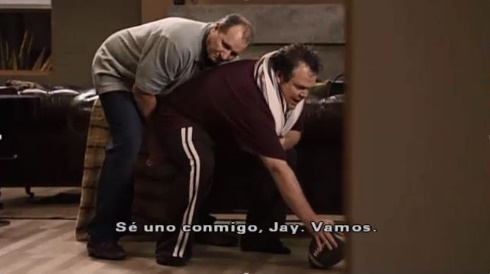 Sé uno conmigo, Jay. Vamos.